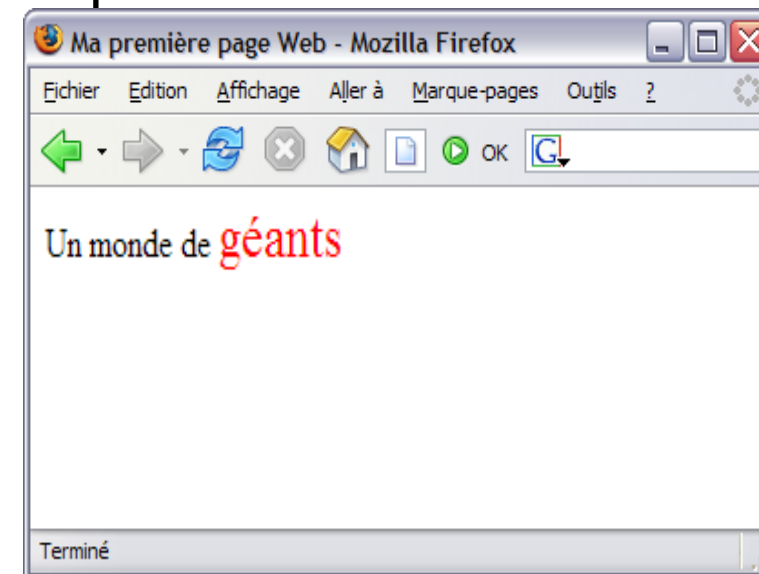 Ma première page Web - Mozilla Firefox
Fichier Edition Affichage Aller à Marque-pages Outils ?
OK G
Un monde de géants
Terminé